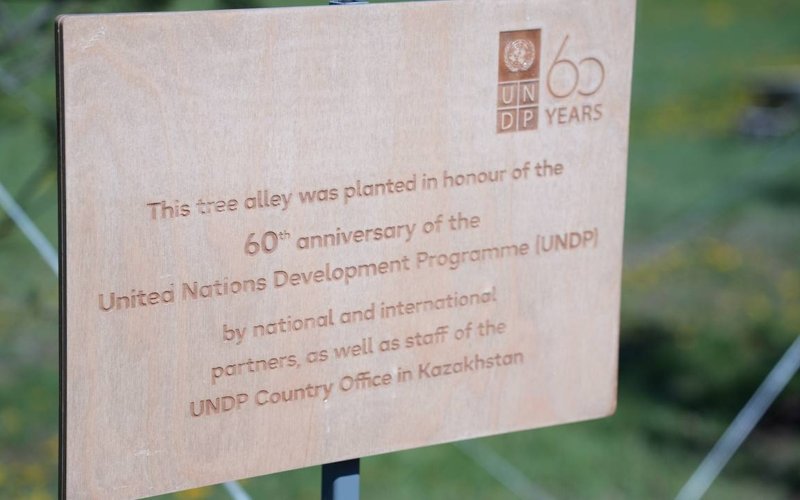 UN
DP
60
YEARS
This tree alley was planted in honour of the
60th anniversary of the
United Nations Development Programme (UNDP)
by national and international
partners, as well as staff of the
UNDP Country Office in Kazakhstan